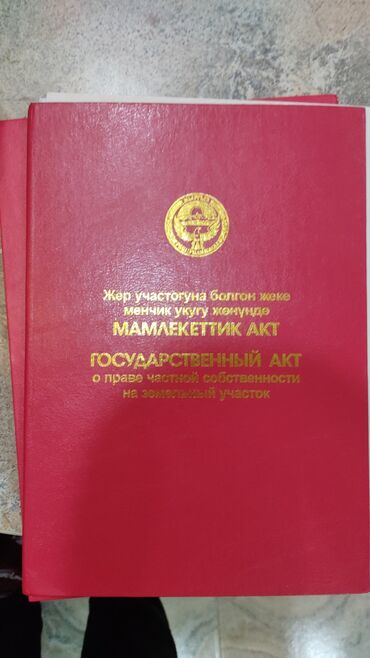 Жер участогуна болгон жеке
менчик укугу жөнүндө
МАМЛЕКЕТТИК АКТ
ГОСУДАРСТВЕННЫЙ АКТ
о праве частной собственности
на земельный участок